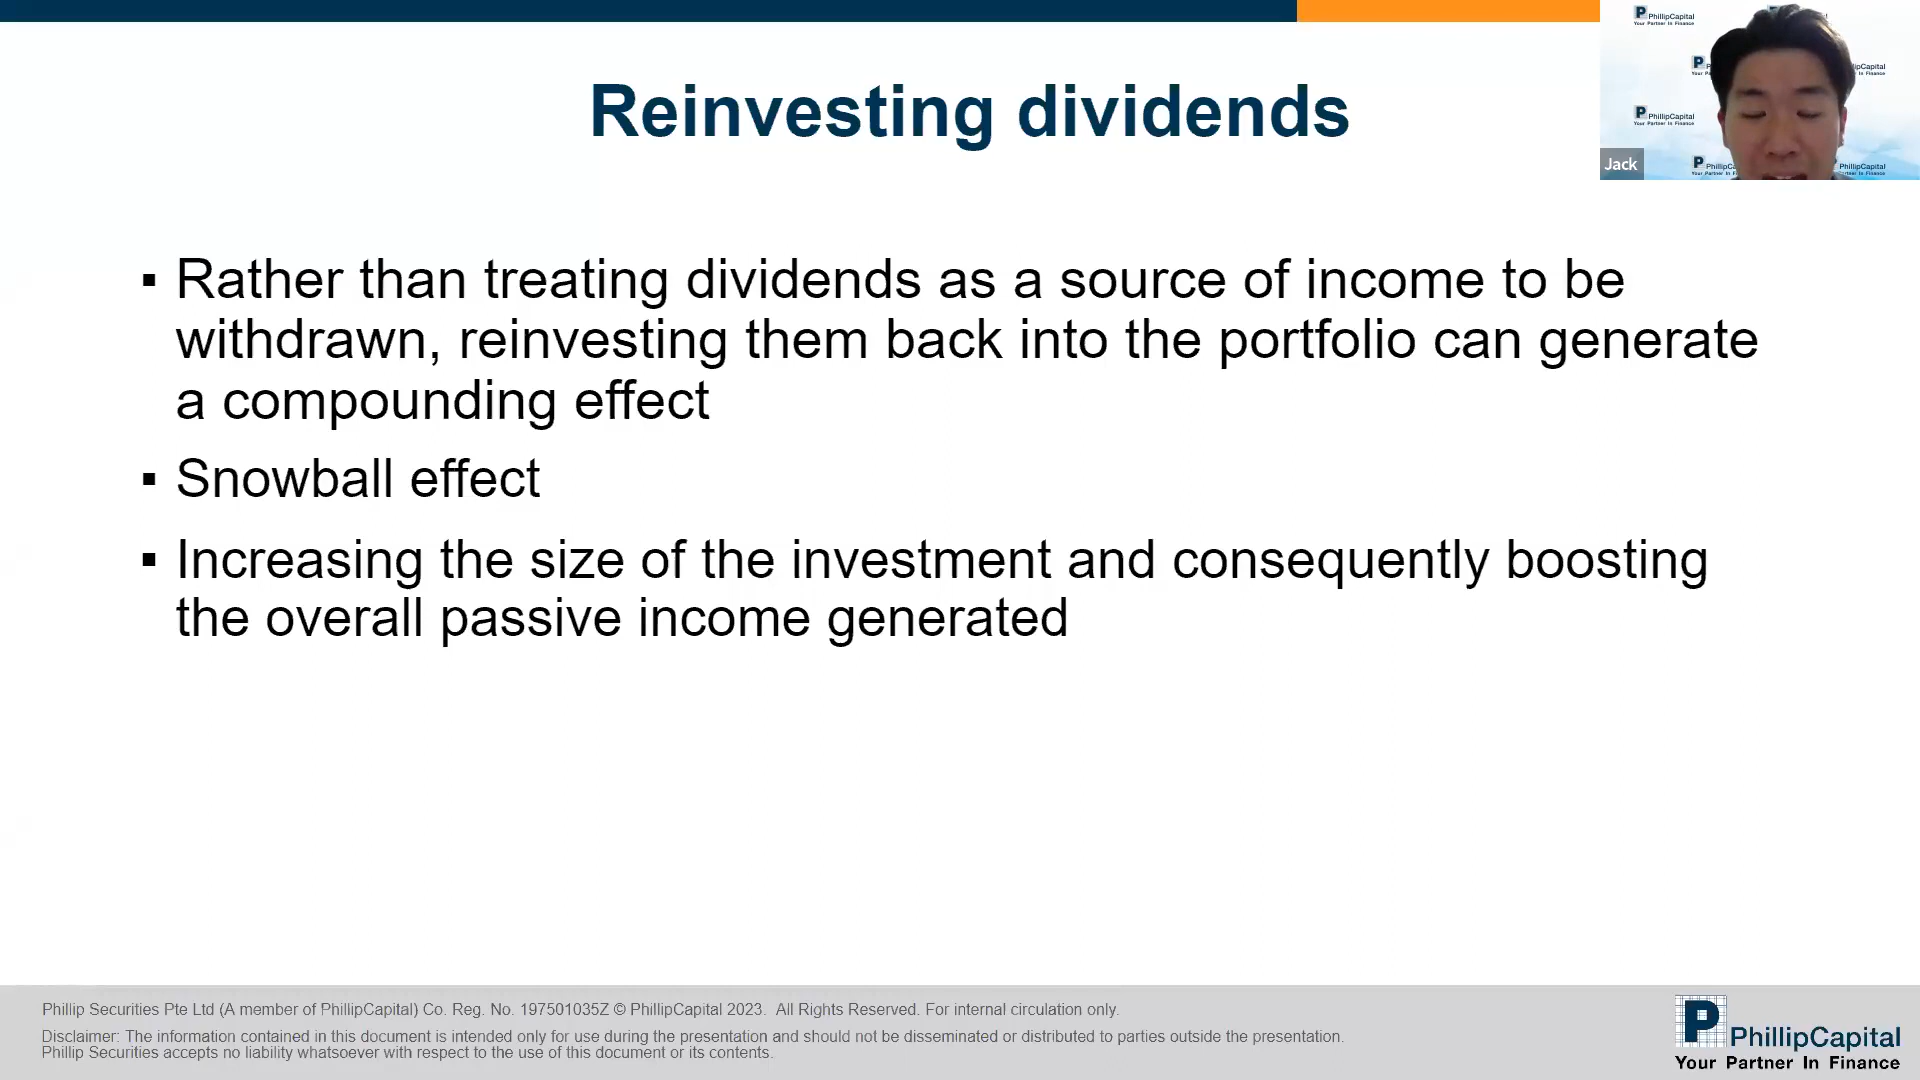 Reinvesting dividends
▪ Rather than treating dividends as a source of income to be
withdrawn, reinvesting them back into the portfolio can generate
a compounding effect
▪ Snowball effect
▪ Increasing the size of the investment and consequently boosting
the overall passive income generated
PhillipCapital
Your Partner In Finance
PhillipCapital
Your Partner In Finance
PhillipCapital
Jack
Phillip Securities Pte Ltd (A member of PhillipCapital) Co. Reg. No. 197501035Z © PhillipCapital 2023.  All Rights Reserved. For internal circulation only.
Disclaimer: The information contained in this document is intended only for use during the presentation and should not be disseminated or distributed to parties outside the presentation.
Phillip Securities accepts no liability whatsoever with respect to the use of this document or its contents.
PhillipCapital
Your Partner In Finance